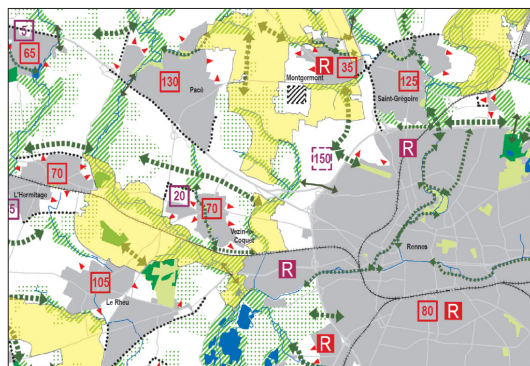 5
65
130
Pacé
R
35
Montgermont
125
Saint-Grégoire
R
150
70
L'Hermitage
5
20
70
Vezin-le-Coquet
R
Rennes
105
Le Rheu
80
R
R